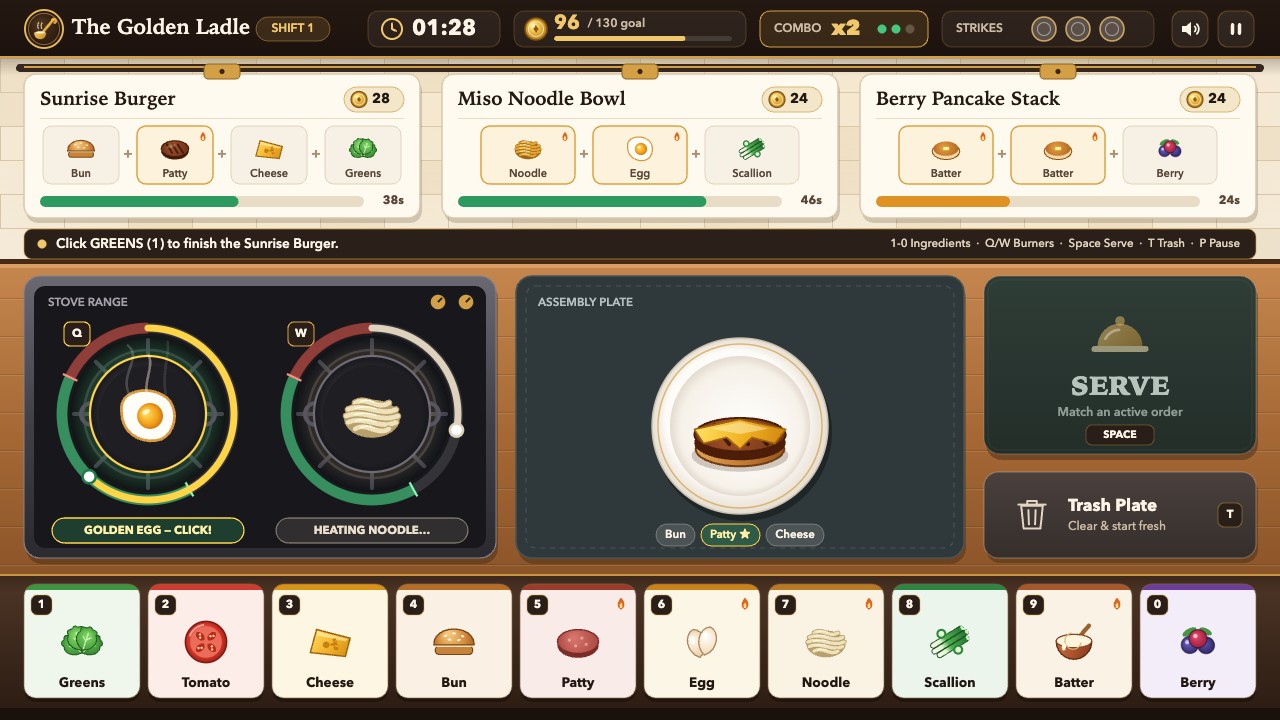 The Golden Ladle
SHIFT 1
01:28
96 / 130 goal
COMBO x2
STRIKES
Sunrise Burger
28
Bun + Patty + Cheese + Greens
38s
Miso Noodle Bowl
24
Noodle + Egg + Scallion
46s
Berry Pancake Stack
24
Batter + Batter + Berry
24s
Click GREENS (1) to finish the Sunrise Burger.
1-0 Ingredients · Q/W Burners · Space Serve · T Trash · P Pause
STOVE RANGE
Q
W
GOLDEN EGG – CLICK!
HEATING NOODLE...
ASSEMBLY PLATE
Bun
Patty ★
Cheese
SERVE
Match an active order
SPACE
Trash Plate
Clear & start fresh
T
1
Greens
2
Tomato
3
Cheese
4
Bun
5
Patty
6
Egg
7
Noodle
8
Scallion
9
Batter
0
Berry